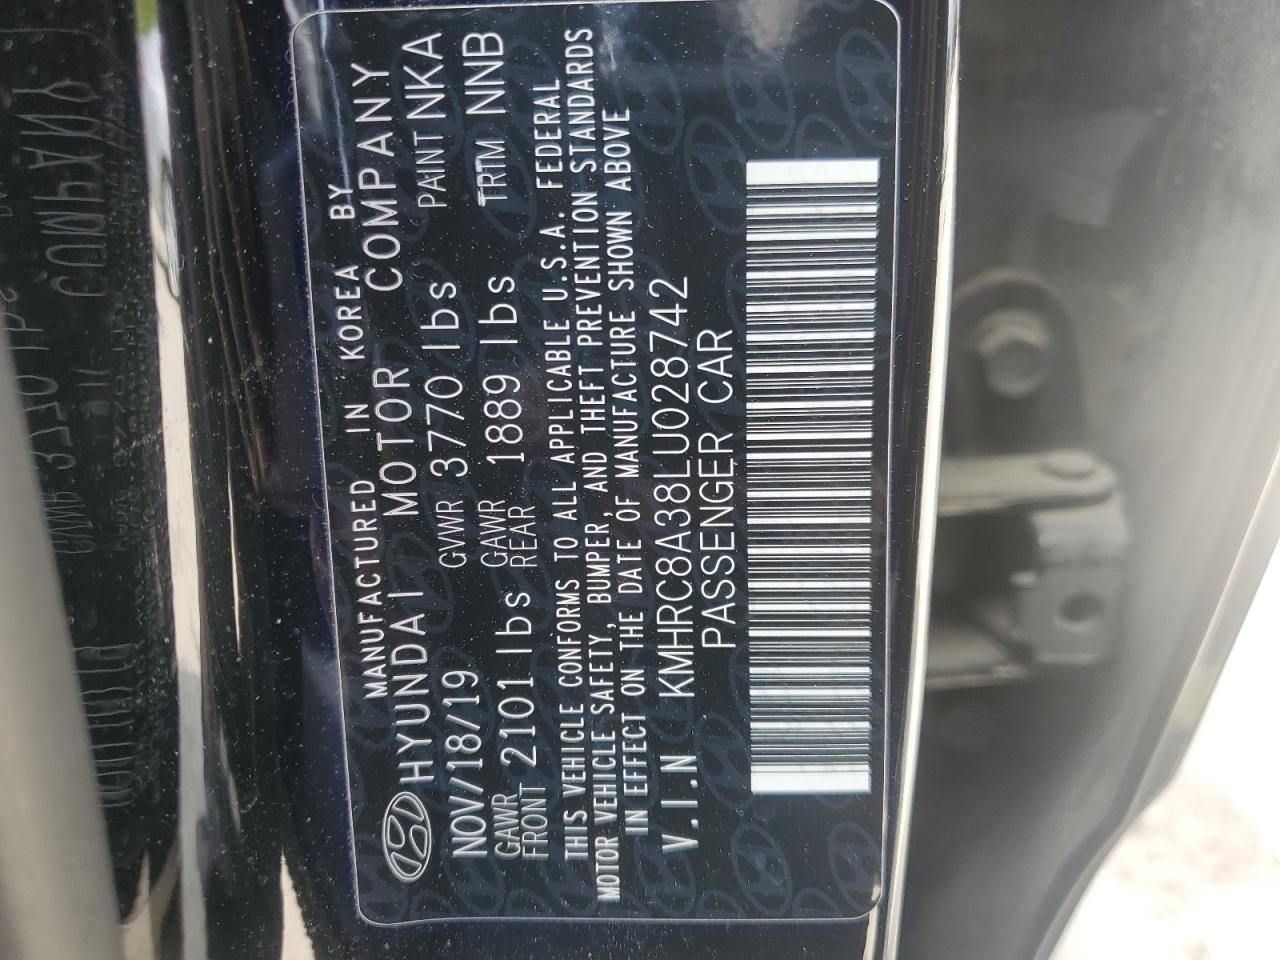 MANUFACTURED IN KOREA BY
HYUNDAI MOTOR COMPANY
NOV/18/19 GVWR 3770 lbs PAINT NKA
GAWR FRONT 2101 lbs GAWR REAR 1889 lbs TRTM NNB
THIS VEHICLE CONFORMS TO ALL APPLICABLE U.S.A. FEDERAL
MOTOR VEHICLE SAFETY, BUMPER, AND THEFT PREVENTION STANDARDS
IN EFFECT ON THE DATE OF MANUFACTURE SHOWN ABOVE
V.I.N KMHRC8A38LU028742
PASSENGER CAR